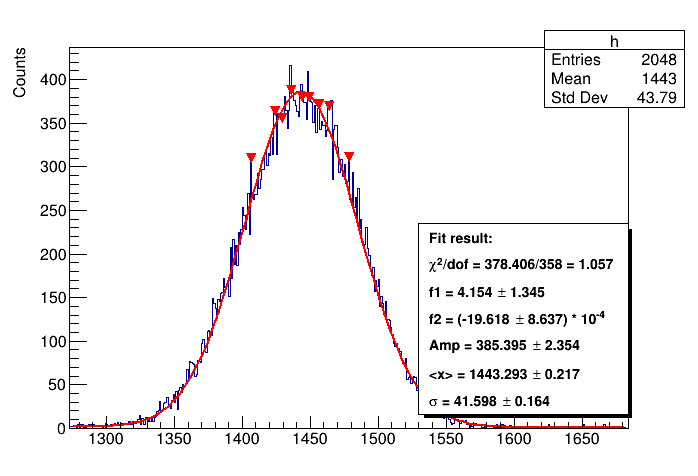 h
Entries 2048
Mean 1443
Std Dev 43.79
Counts
400
350
300
250
200
150
100
50
0
Fit result:
χ²/dof = 378.406/358 = 1.057
f1 = 4.154 ± 1.345
f2 = (-19.618 ± 8.637) * 10⁻⁴
Amp = 385.395 ± 2.354
<x> = 1443.293 ± 0.217
σ = 41.598 ± 0.164
1300 1350 1400 1450 1500 1550 1600 1650